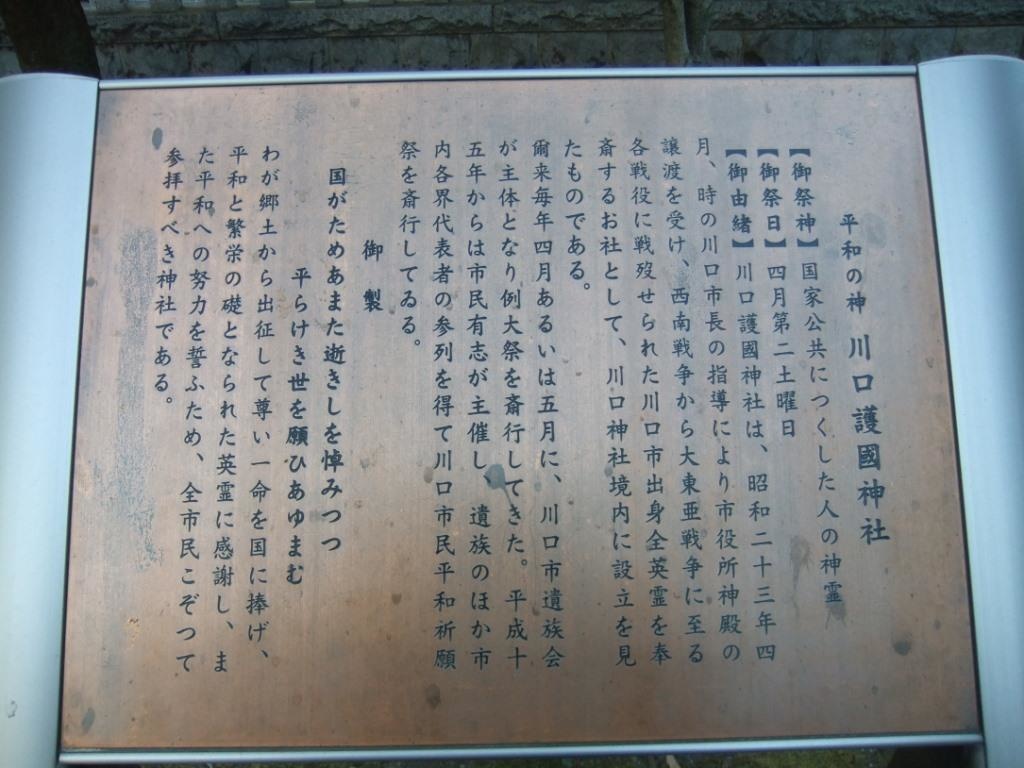 平和の神 川口護國神社
【御祭神】国家公共につくした人の神霊
【御祭日】四月第二土曜日
【御由緒】川口護國神社は、昭和二十三年四
月、時の川口市長の指導により市役所神殿の
譲渡を受け、西南戦争から大東亜戦争に至る
各戦役に戦歿せられた川口市出身全英霊を奉
斎するお社として、川口神社境内に設立を見
たものである。
爾来毎年四月あるいは五月に、川口市遺族会
が主体となり例大祭を斎行してきた。平成十
五年からは市民有志が主催し、遺族のほか市
内各界代表者の参列を得て川口市民平和祈願
祭を斎行してゐる。
御製
国がためあまた逝きしを悼みつつ
平らけき世を願ひあゆまむ
わが郷土から出征して尊い一命を国に捧げ、
平和と繁栄の礎となられた英霊に感謝し、ま
た平和への努力を誓ふため、全市民こぞつて
参拝すべき神社である。